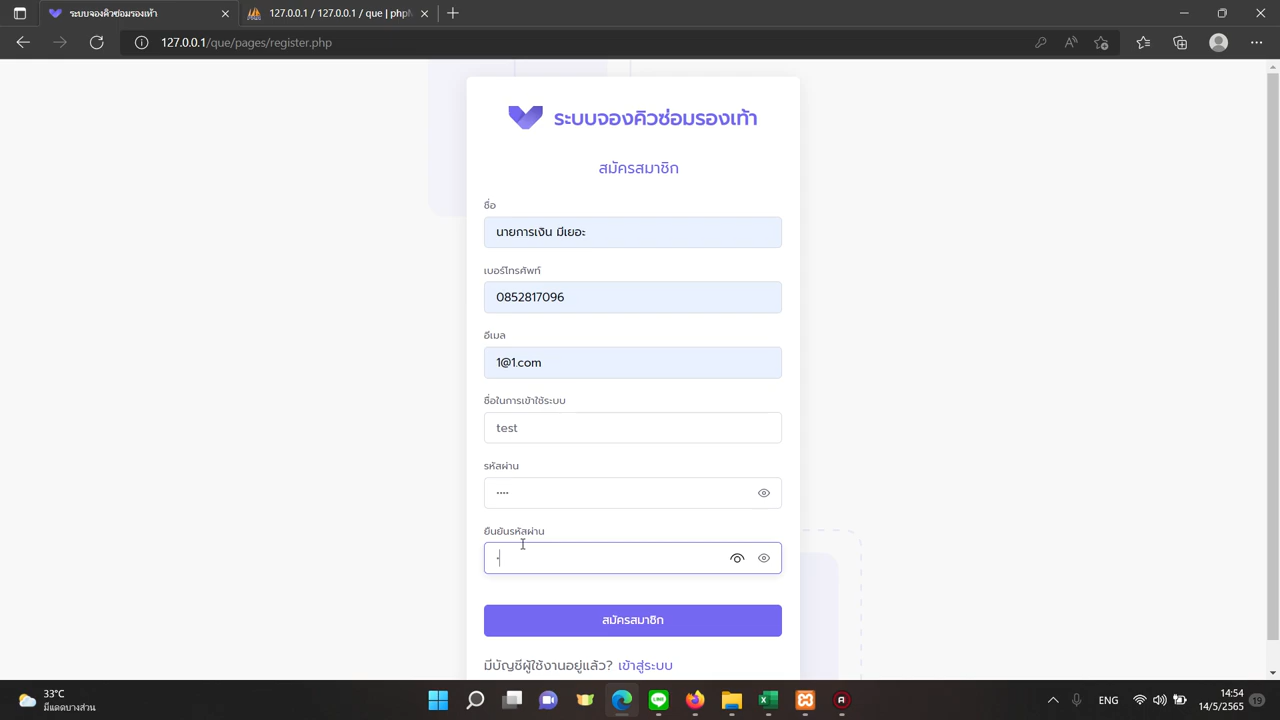 ระบบจองคิวซ่อมรองเท้า
127.0.0.1 / 127.0.0.1 / que | phpM
127.0.0.1/que/pages/register.php
ระบบจองคิวซ่อมรองเท้า
สมัครสมาชิก
ชื่อ
นายการเงิน มีเยอะ
เบอร์โทรศัพท์
0852817096
อีเมล
1@1.com
ชื่อในการเข้าใช้ระบบ
test
รหัสผ่าน
····
ยืนยันรหัสผ่าน
·
สมัครสมาชิก
มีบัญชีผู้ใช้งานอยู่แล้ว? เข้าสู่ระบบ
33°C
มีแดดบางส่วน
ENG
14:54
14/5/2565
19